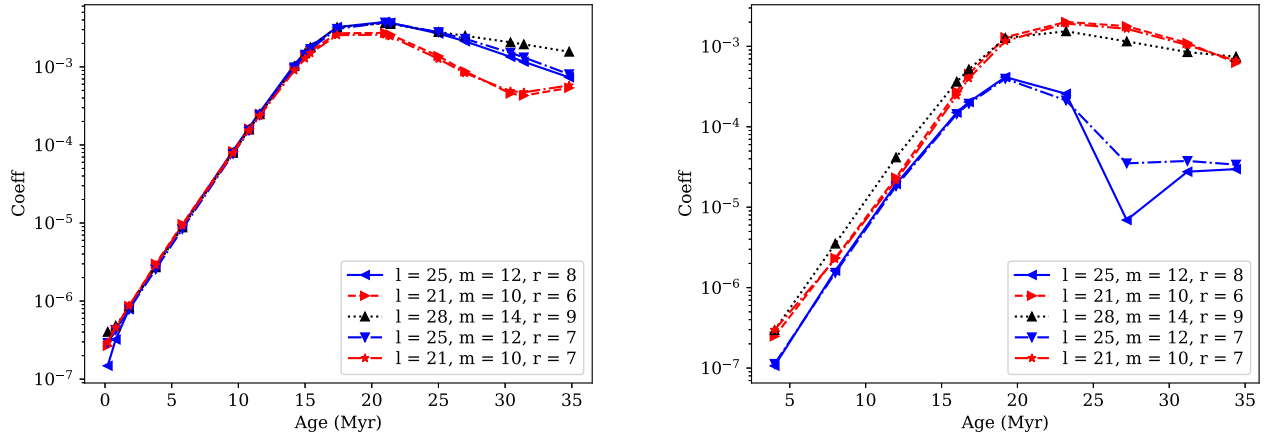 10⁻³
10⁻⁴
10⁻⁵
10⁻⁶
10⁻⁷
Coeff
0 5 10 15 20 25 30 35
Age (Myr)
l = 25, m = 12, r = 8
l = 21, m = 10, r = 6
l = 28, m = 14, r = 9
l = 25, m = 12, r = 7
l = 21, m = 10, r = 7
10⁻³
10⁻⁴
10⁻⁵
10⁻⁶
10⁻⁷
Coeff
5 10 15 20 25 30 35
Age (Myr)
l = 25, m = 12, r = 8
l = 21, m = 10, r = 6
l = 28, m = 14, r = 9
l = 25, m = 12, r = 7
l = 21, m = 10, r = 7